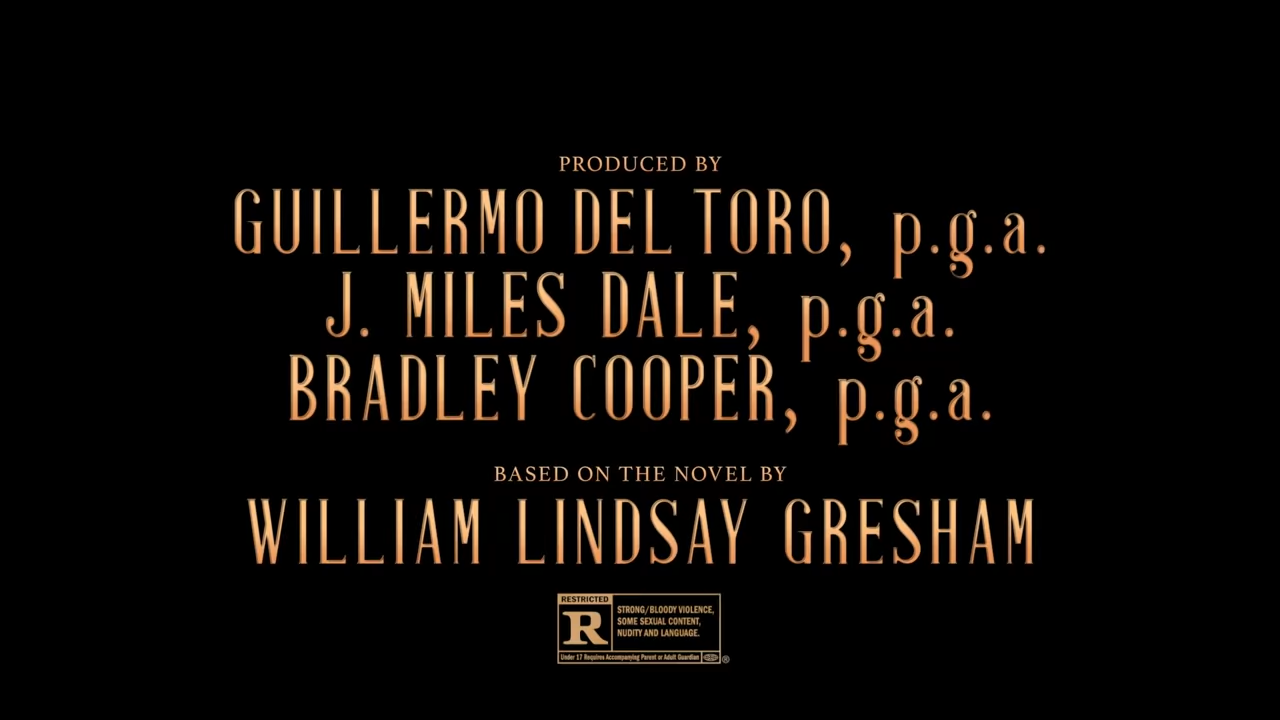 PRODUCED BY
GUILLERMO DEL TORO, p.g.a.
J. MILES DALE, p.g.a.
BRADLEY COOPER, p.g.a.
BASED ON THE NOVEL BY
WILLIAM LINDSAY GRESHAM
RESTRICTED
R
STRONG/BLOODY VIOLENCE,
SOME SEXUAL CONTENT,
NUDITY AND LANGUAGE.
Under 17 Requires Accompanying Parent or Adult Guardian
®